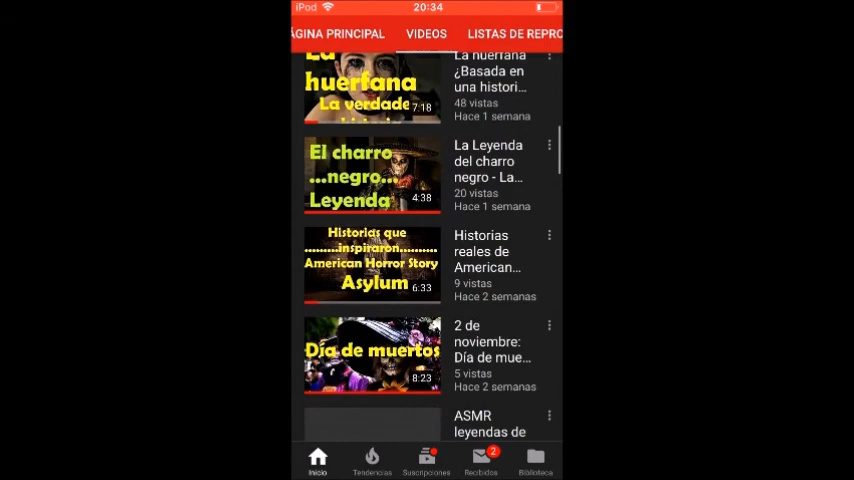 iPod
20:34
ÁGINA PRINCIPAL
VIDEOS
LISTAS DE REPRO
La
huerfana
La verdade
historia
7:18
La huérfana
¿Basada en
una histori...
48 vistas
Hace 1 semana
El charro
...negro...
Leyenda
4:38
La Leyenda
del charro
negro - La...
20 vistas
Hace 1 semana
Historias que
..........inspiraron..........
American Horror Story
Asylum
6:33
Historias
reales de
American...
9 vistas
Hace 2 semanas
Día de muertos
8:23
2 de
noviembre:
Día de mue...
5 vistas
Hace 2 semanas
ASMR
leyendas de
Inicio
Tendencias
Suscripciones
2
Recibidos
Biblioteca